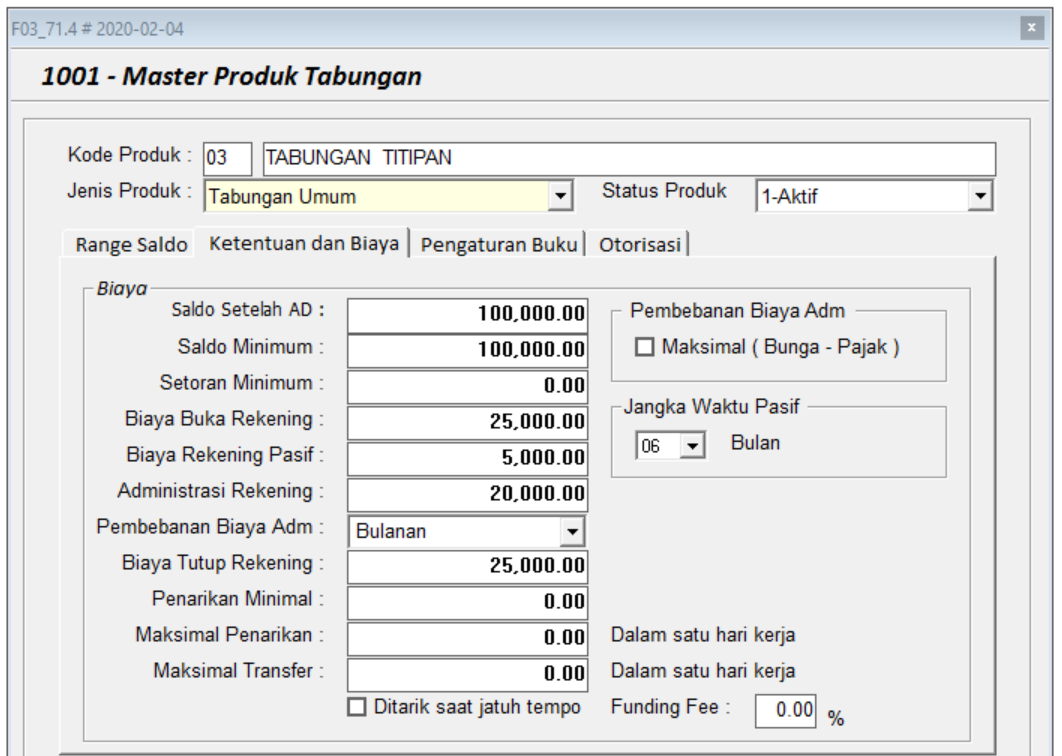 F03_71.4 # 2020-02-04
x
1001 - Master Produk Tabungan
Kode Produk : 03 TABUNGAN TITIPAN
Jenis Produk : Tabungan Umum Status Produk 1-Aktif
Range Saldo Ketentuan dan Biaya Pengaturan Buku Otorisasi
Biaya
Saldo Setelah AD : 100,000.00 Pembebanan Biaya Adm
Saldo Minimum : 100,000.00 Maksimal ( Bunga - Pajak )
Setoran Minimum : 0.00
Biaya Buka Rekening : 25,000.00 Jangka Waktu Pasif
Biaya Rekening Pasif : 5,000.00 06 Bulan
Administrasi Rekening : 20,000.00
Pembebanan Biaya Adm : Bulanan
Biaya Tutup Rekening : 25,000.00
Penarikan Minimal : 0.00
Maksimal Penarikan : 0.00 Dalam satu hari kerja
Maksimal Transfer : 0.00 Dalam satu hari kerja
Ditarik saat jatuh tempo Funding Fee : 0.00 %